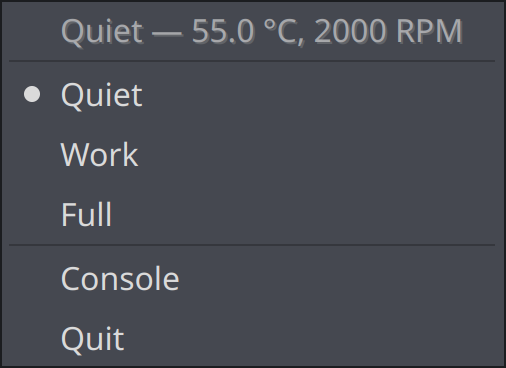 Quiet — 55.0 °C, 2000 RPM
Quiet
Work
Full
Console
Quit